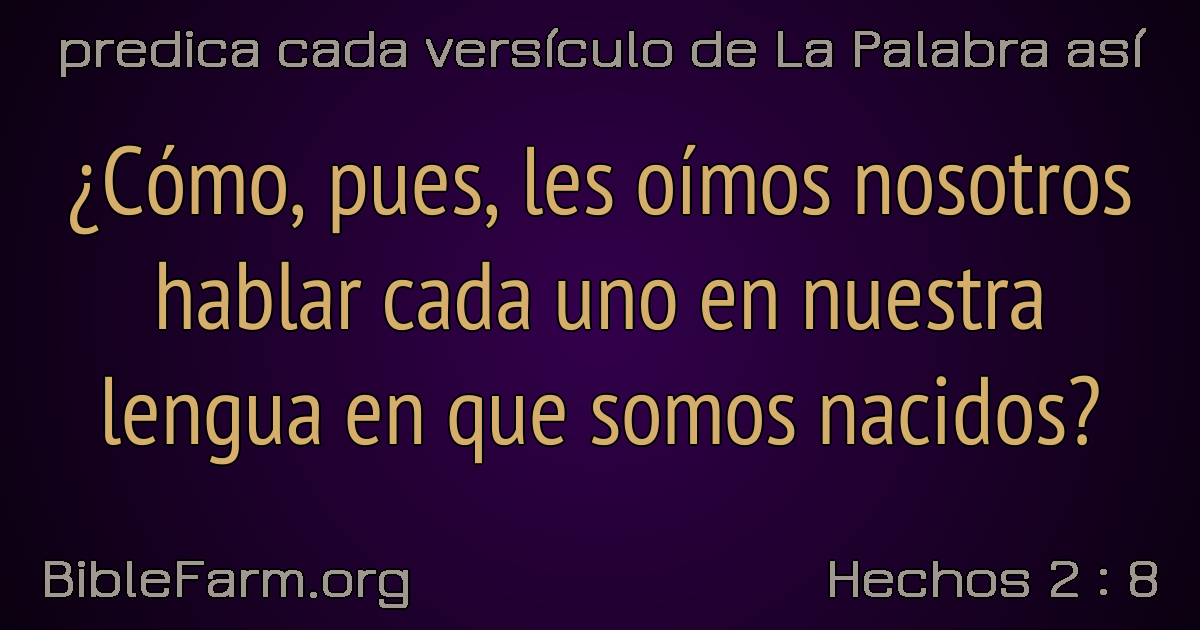 predica cada versículo de La Palabra así
¿Cómo, pues, les oímos nosotros
hablar cada uno en nuestra
lengua en que somos nacidos?
BibleFarm.org
Hechos 2 : 8